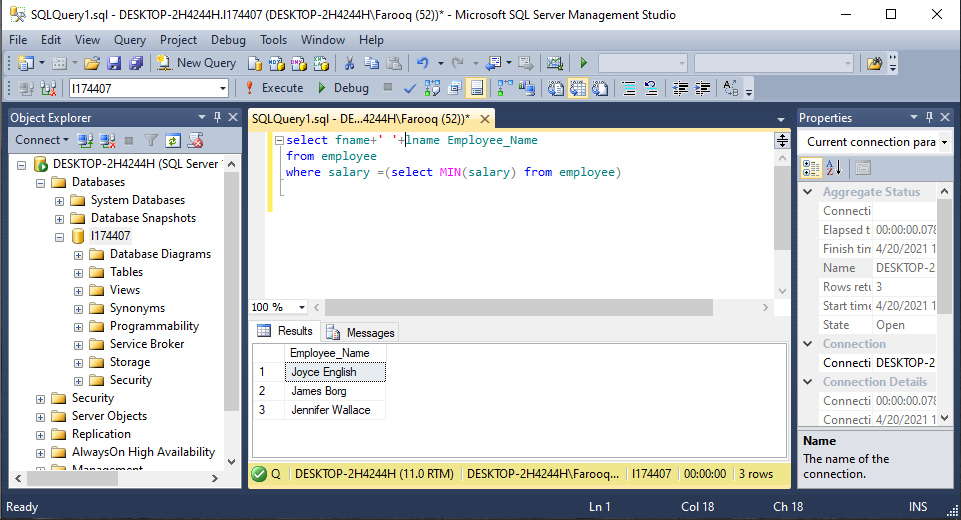 SQLQuery1.sql - DESKTOP-2H4244H.I174407 (DESKTOP-2H4244H\Farooq (52))* - Microsoft SQL Server Management Studio
File Edit View Query Project Debug Tools Window Help
New Query
I174407 Execute Debug
Object Explorer
Connect
DESKTOP-2H4244H (SQL Server
Databases
System Databases
Database Snapshots
I174407
Database Diagrams
Tables
Views
Synonyms
Programmability
Service Broker
Storage
Security
Security
Server Objects
Replication
AlwaysOn High Availability
Management
SQLQuery1.sql - DE...4244H\Farooq (52))*
select fname+' '+lname Employee_Name
from employee
where salary =(select MIN(salary) from employee)
100 %
Results Messages
Employee_Name
1 Joyce English
2 James Borg
3 Jennifer Wallace
Q DESKTOP-2H4244H (11.0 RTM) DESKTOP-2H4244H\Farooq... I174407 00:00:00 3 rows
Properties
Current connection para
Aggregate Status
Connecti
Elapsed t 00:00:00.078
Finish tim 4/20/2021 1
Name DESKTOP-2
Rows retu 3
Start time 4/20/2021 1
State Open
Connection
Connecti DESKTOP-2
Connection Details
Connecti 00:00:00.078
Connecti 4/20/2021 1
Name
The name of the
connection.
Ready Ln 1 Col 18 Ch 18 INS